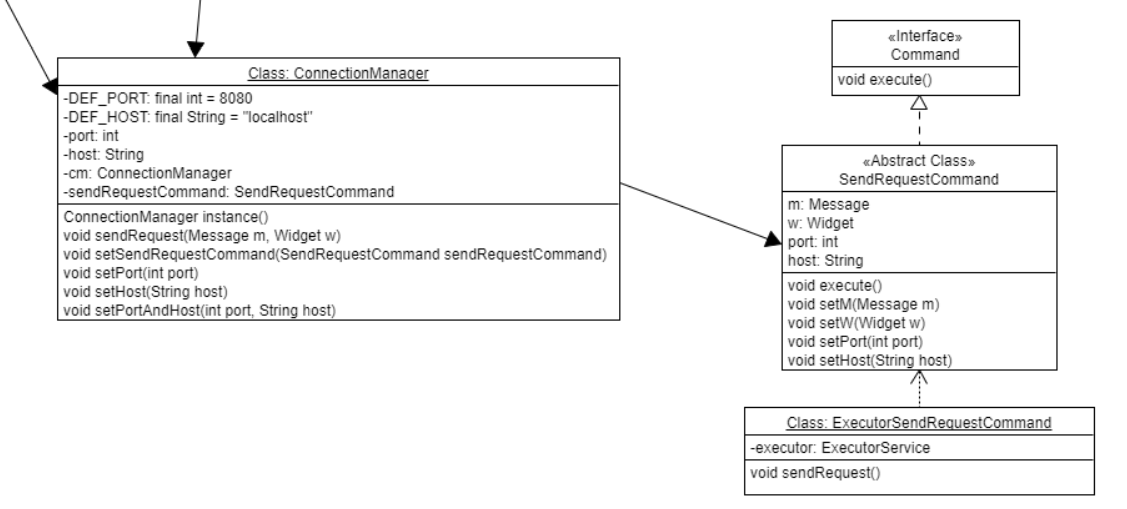 Class: ConnectionManager
-DEF_PORT: final int = 8080
-DEF_HOST: final String = "localhost"
-port: int
-host: String
-cm: ConnectionManager
-sendRequestCommand: SendRequestCommand
ConnectionManager instance()
void sendRequest(Message m, Widget w)
void setSendRequestCommand(SendRequestCommand sendRequestCommand)
void setPort(int port)
void setHost(String host)
void setPortAndHost(int port, String host)
«Interface»
Command
void execute()
«Abstract Class»
SendRequestCommand
m: Message
w: Widget
port: int
host: String
void execute()
void setM(Message m)
void setW(Widget w)
void setPort(int port)
void setHost(String host)
Class: ExecutorSendRequestCommand
-executor: ExecutorService
void sendRequest()